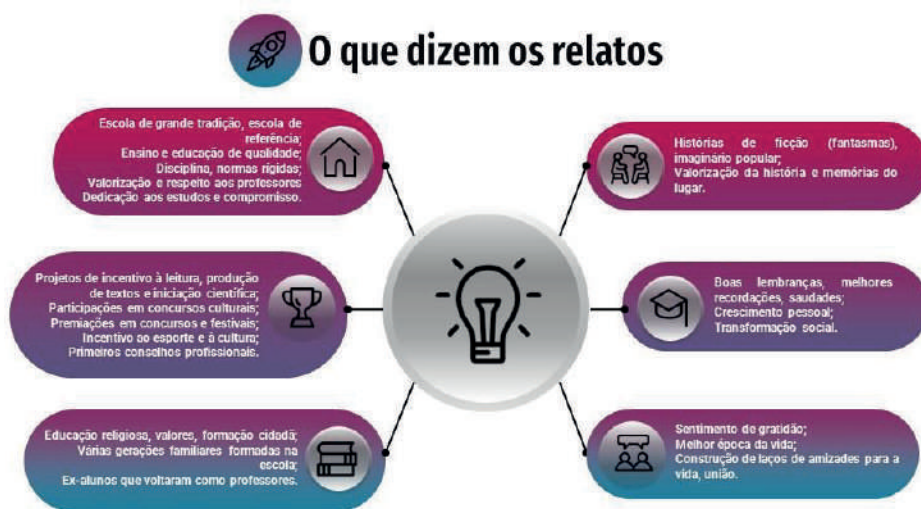 O que dizem os relatos
Escola de grande tradição, escola de
referência;
Ensino e educação de qualidade;
Disciplina, normas rígidas;
Valorização e respeito aos professores
Dedicação aos estudos e compromisso.
Projetos de incentivo à leitura, produção
de textos e iniciação científica;
Participações em concursos culturais;
Premiações em concursos e festivais;
Incentivo ao esporte e à cultura;
Primeiros conselhos profissionais.
Educação religiosa, valores, formação cidadã;
Várias gerações familiares formadas na
escola;
Ex-alunos que voltaram como professores.
Histórias de ficção (fantasmas),
imaginário popular;
Valorização da história e memórias do
lugar.
Boas lembranças, melhores
recordações, saudades;
Crescimento pessoal;
Transformação social.
Sentimento de gratidão;
Melhor época da vida;
Construção de laços de amizades para a
vida, união.